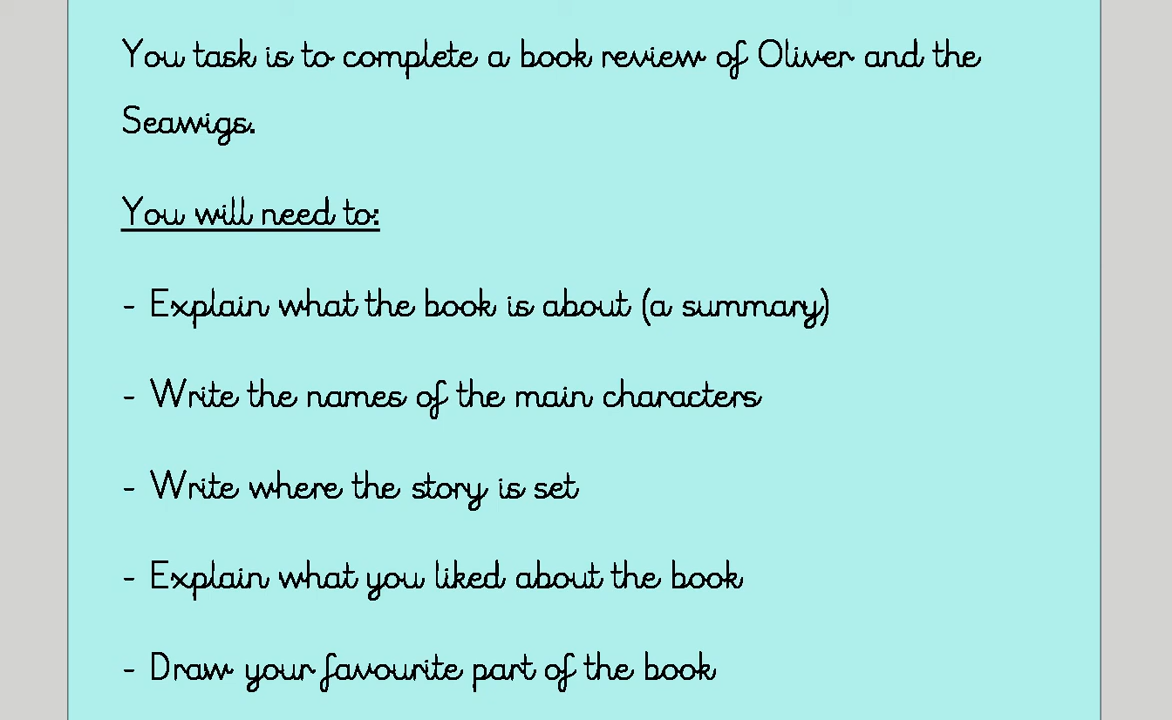 You task is to complete a book review of Oliver and the
Seawigs.
You will need to:
- Explain what the book is about (a summary)
- Write the names of the main characters
- Write where the story is set
- Explain what you liked about the book
- Draw your favourite part of the book